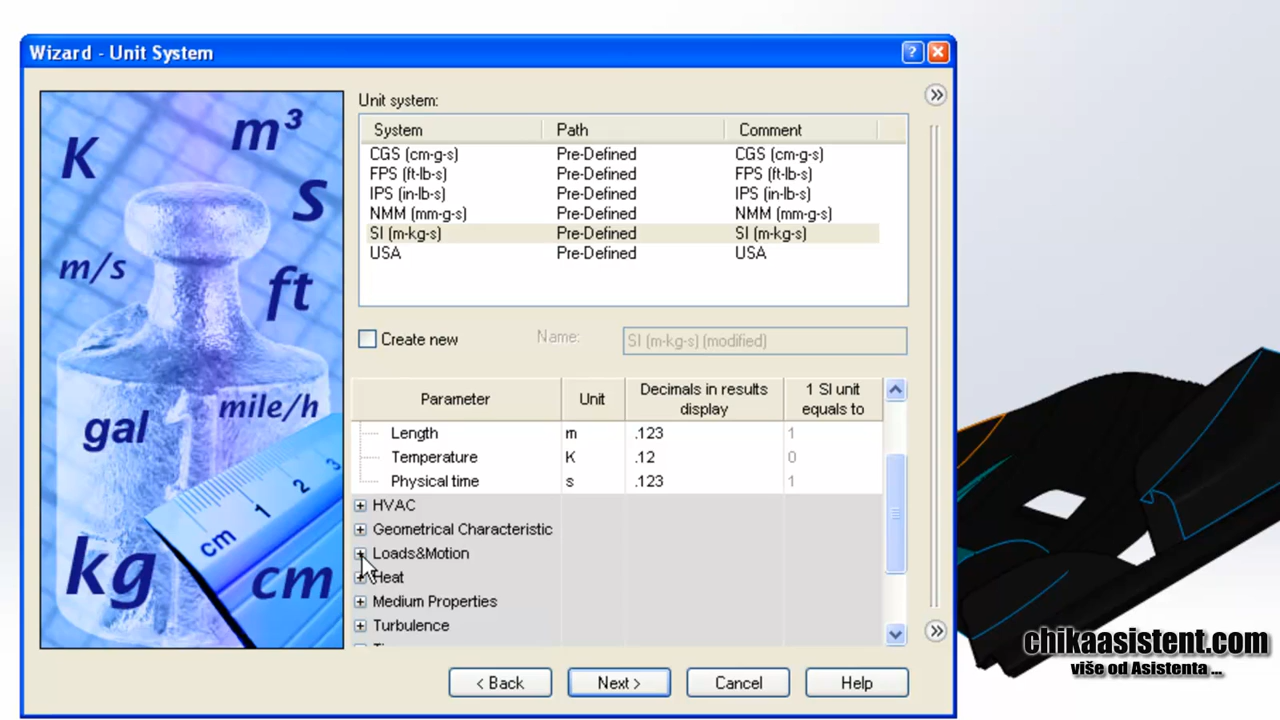 Wizard - Unit System
?
K
m³
s
m/s
ft
gal
mile/h
3
2
1
cm
kg
cm
Unit system:
System Path Comment
CGS (cm-g-s) Pre-Defined CGS (cm-g-s)
FPS (ft-lb-s) Pre-Defined FPS (ft-lb-s)
IPS (in-lb-s) Pre-Defined IPS (in-lb-s)
NMM (mm-g-s) Pre-Defined NMM (mm-g-s)
SI (m-kg-s) Pre-Defined SI (m-kg-s)
USA Pre-Defined USA
Create new Name: SI (m-kg-s) (modified)
Parameter Unit Decimals in results display 1 SI unit equals to
Length m .123 1
Temperature K .12 0
Physical time s .123 1
HVAC
Geometrical Characteristic
Loads&Motion
Heat
Medium Properties
Turbulence
< Back Next > Cancel Help
chikaasistent.com
više od Asistenta ...